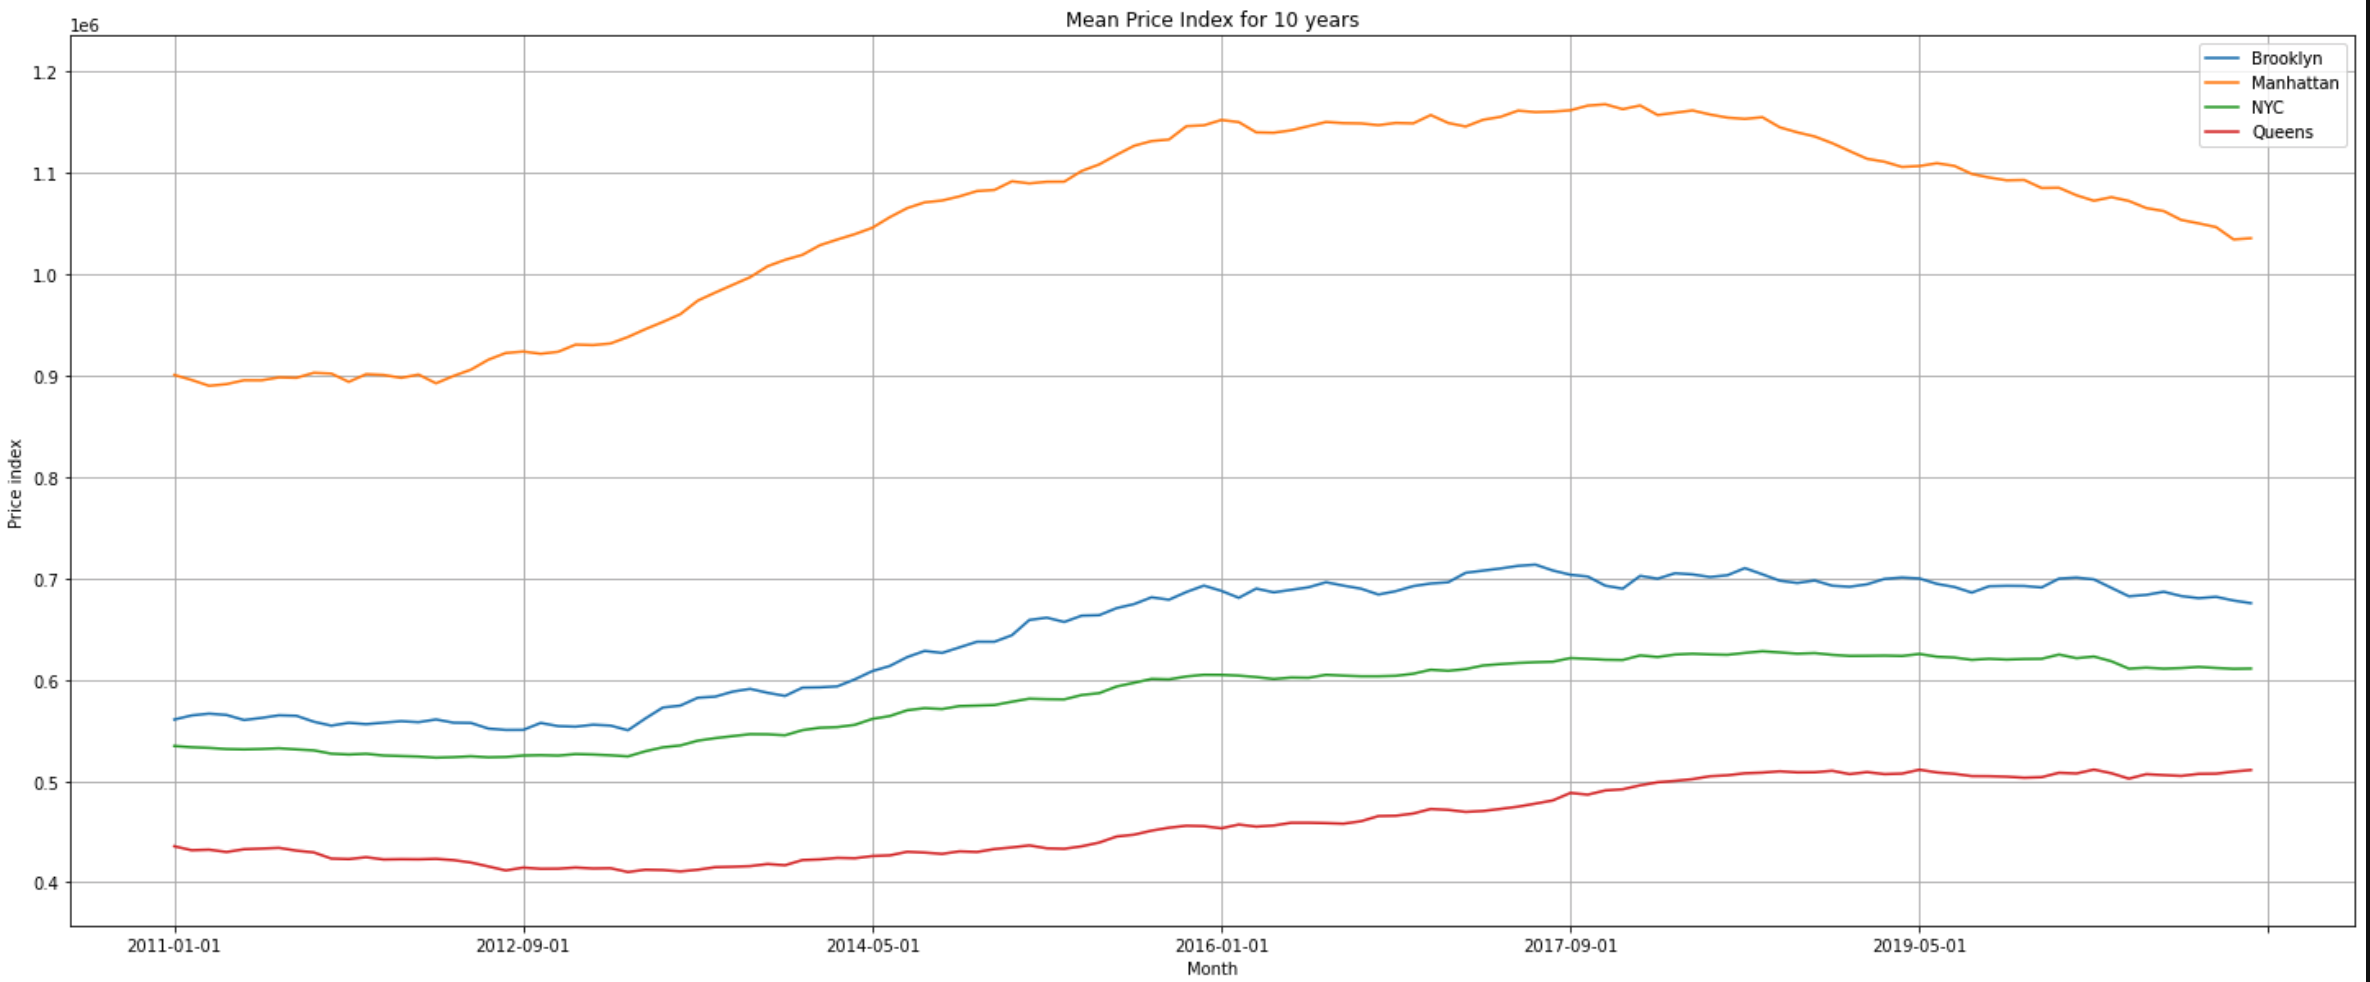 Mean Price Index for 10 years
1e6
1.2
1.1
1.0
0.9
0.8
0.7
0.6
0.5
0.4
Price index
Brooklyn
Manhattan
NYC
Queens
2011-01-01 2012-09-01 2014-05-01 2016-01-01 2017-09-01 2019-05-01
Month